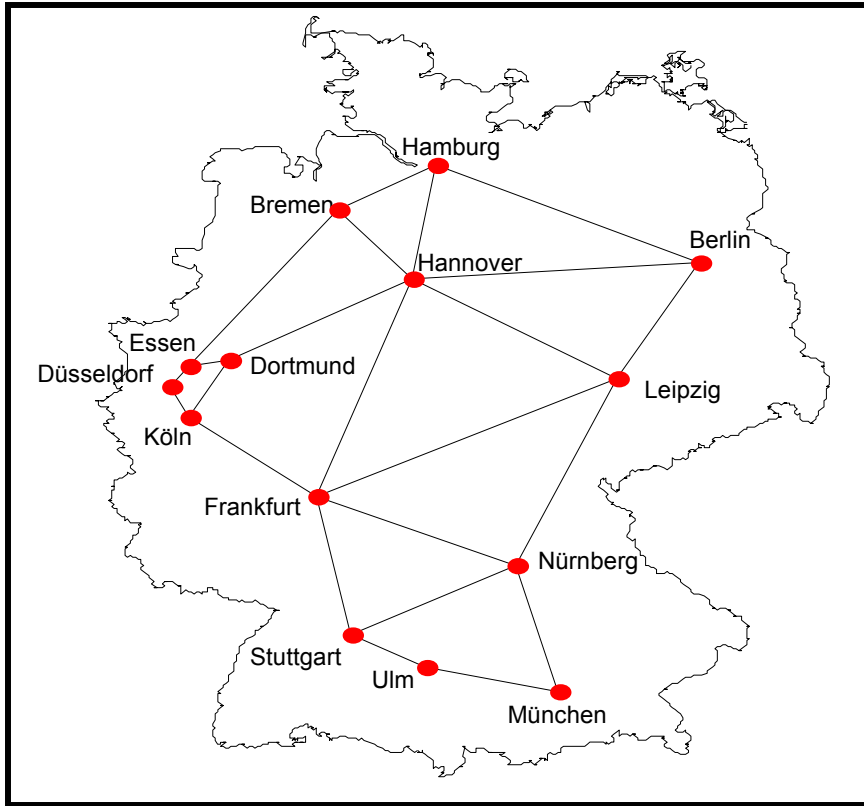 Hamburg
Bremen
Berlin
Hannover
Essen
Dortmund
Düsseldorf
Leipzig
Köln
Frankfurt
Nürnberg
Stuttgart
Ulm
München